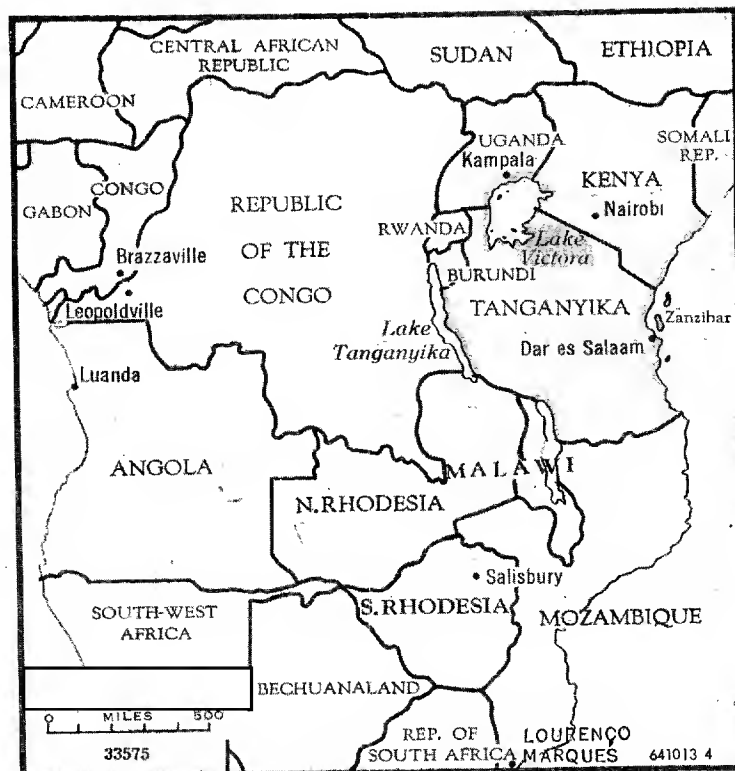 CENTRAL AFRICAN
REPUBLIC
SUDAN
ETHIOPIA
CAMEROON
UGANDA
Kampala
SOMALI
REP.
CONGO
KENYA
GABON
REPUBLIC
OF THE
CONGO
Nairobi
RWANDA
Lake
Victora
Brazzaville
BURUNDI
Leopoldville
TANGANYIKA
Zanzibar
Lake
Tanganyika
Dar es Salaam
Luanda
ANGOLA
MALAWI
N. RHODESIA
Salisbury
S. RHODESIA
MOZAMBIQUE
SOUTH-WEST
AFRICA
BECHUANALAND
0 MILES 500
33575
REP. OF
SOUTH AFRICA
LOURENÇO
MARQUES
641013 4